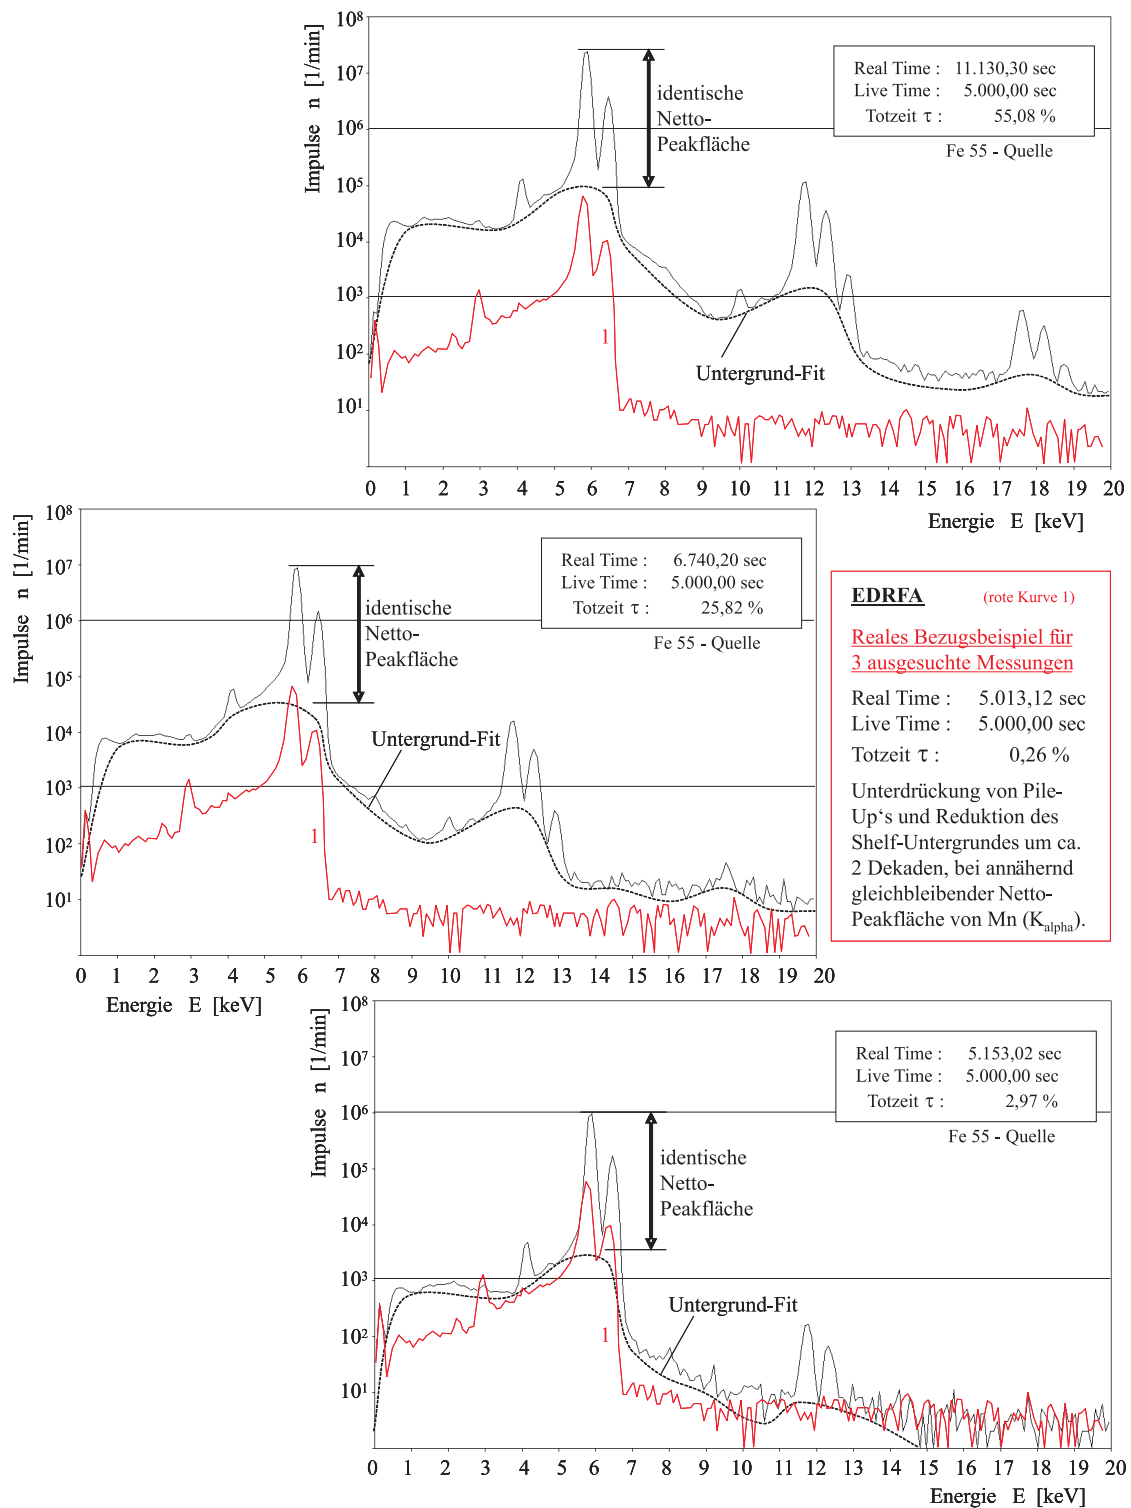 10⁸
10⁷
10⁶
10⁵
10⁴
10³
10²
10¹
Impulse n [1/min]
identische
Netto-
Peakfläche
Real Time : 11.130,30 sec
Live Time : 5.000,00 sec
Totzeit τ : 55,08 %
Fe 55 - Quelle
1
Untergrund-Fit
0 1 2 3 4 5 6 7 8 9 10 11 12 13 14 15 16 17 18 19 20
Energie E [keV]
10⁸
10⁷
10⁶
10⁵
10⁴
10³
10²
10¹
Impulse n [1/min]
identische
Netto-
Peakfläche
Real Time : 6.740,20 sec
Live Time : 5.000,00 sec
Totzeit τ : 25,82 %
Fe 55 - Quelle
Untergrund-Fit
1
0 1 2 3 4 5 6 7 8 9 10 11 12 13 14 15 16 17 18 19 20
Energie E [keV]
EDRFA (rote Kurve 1)
Reales Bezugsbeispiel für
3 ausgesuchte Messungen
Real Time : 5.013,12 sec
Live Time : 5.000,00 sec
Totzeit τ : 0,26 %
Unterdrückung von Pile-
Up‘s und Reduktion des
Shelf-Untergrundes um ca.
2 Dekaden, bei annähernd
gleichbleibender Netto-
Peakfläche von Mn (Kalpha).
10⁸
10⁷
10⁶
10⁵
10⁴
10³
10²
10¹
Impulse n [1/min]
identische
Netto-
Peakfläche
Real Time : 5.153,02 sec
Live Time : 5.000,00 sec
Totzeit τ : 2,97 %
Fe 55 - Quelle
Untergrund-Fit
1
0 1 2 3 4 5 6 7 8 9 10 11 12 13 14 15 16 17 18 19 20
Energie E [keV]